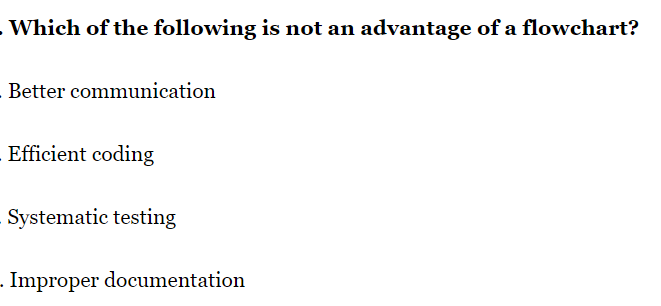 . Which of the following is not an advantage of a flowchart?
. Better communication
. Efficient coding
. Systematic testing
. Improper documentation